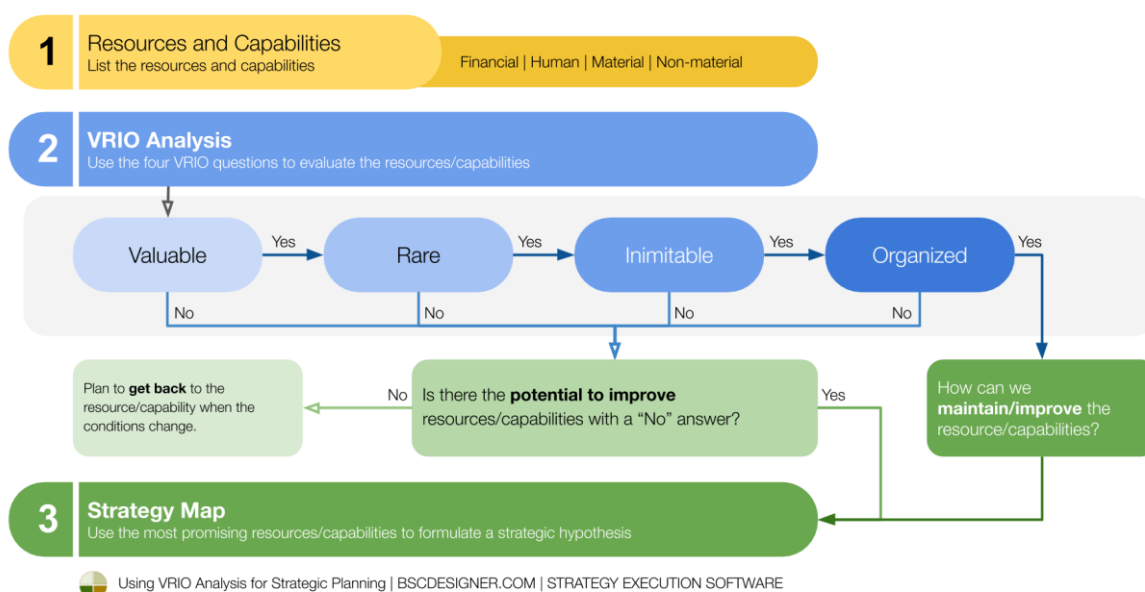 1
Resources and Capabilities
List the resources and capabilities
Financial | Human | Material | Non-material
2
VRIO Analysis
Use the four VRIO questions to evaluate the resources/capabilities
Valuable
Yes
Rare
Yes
Inimitable
Yes
Organized
Yes
No
No
No
No
Plan to get back to the
resource/capability when the
conditions change.
No
Is there the potential to improve
resources/capabilities with a “No” answer?
Yes
How can we
maintain/improve the
resource/capabilities?
3
Strategy Map
Use the most promising resources/capabilities to formulate a strategic hypothesis
Using VRIO Analysis for Strategic Planning | BSCDESIGNER.COM | STRATEGY EXECUTION SOFTWARE